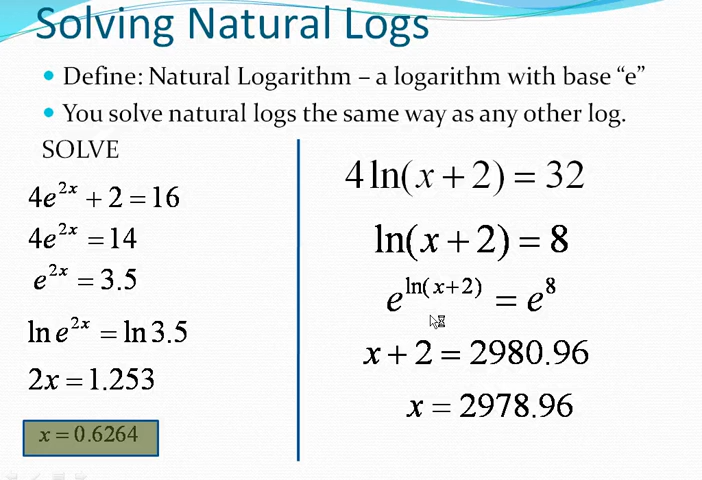 Solving Natural Logs
• Define: Natural Logarithm – a logarithm with base “e”
• You solve natural logs the same way as any other log.
SOLVE
4e^{2x} + 2 = 16
4e^{2x} = 14
e^{2x} = 3.5
ln e^{2x} = ln 3.5
2x = 1.253
x = 0.6264
4 ln(x + 2) = 32
ln(x + 2) = 8
e^{ln(x+2)} = e^8
x + 2 = 2980.96
x = 2978.96